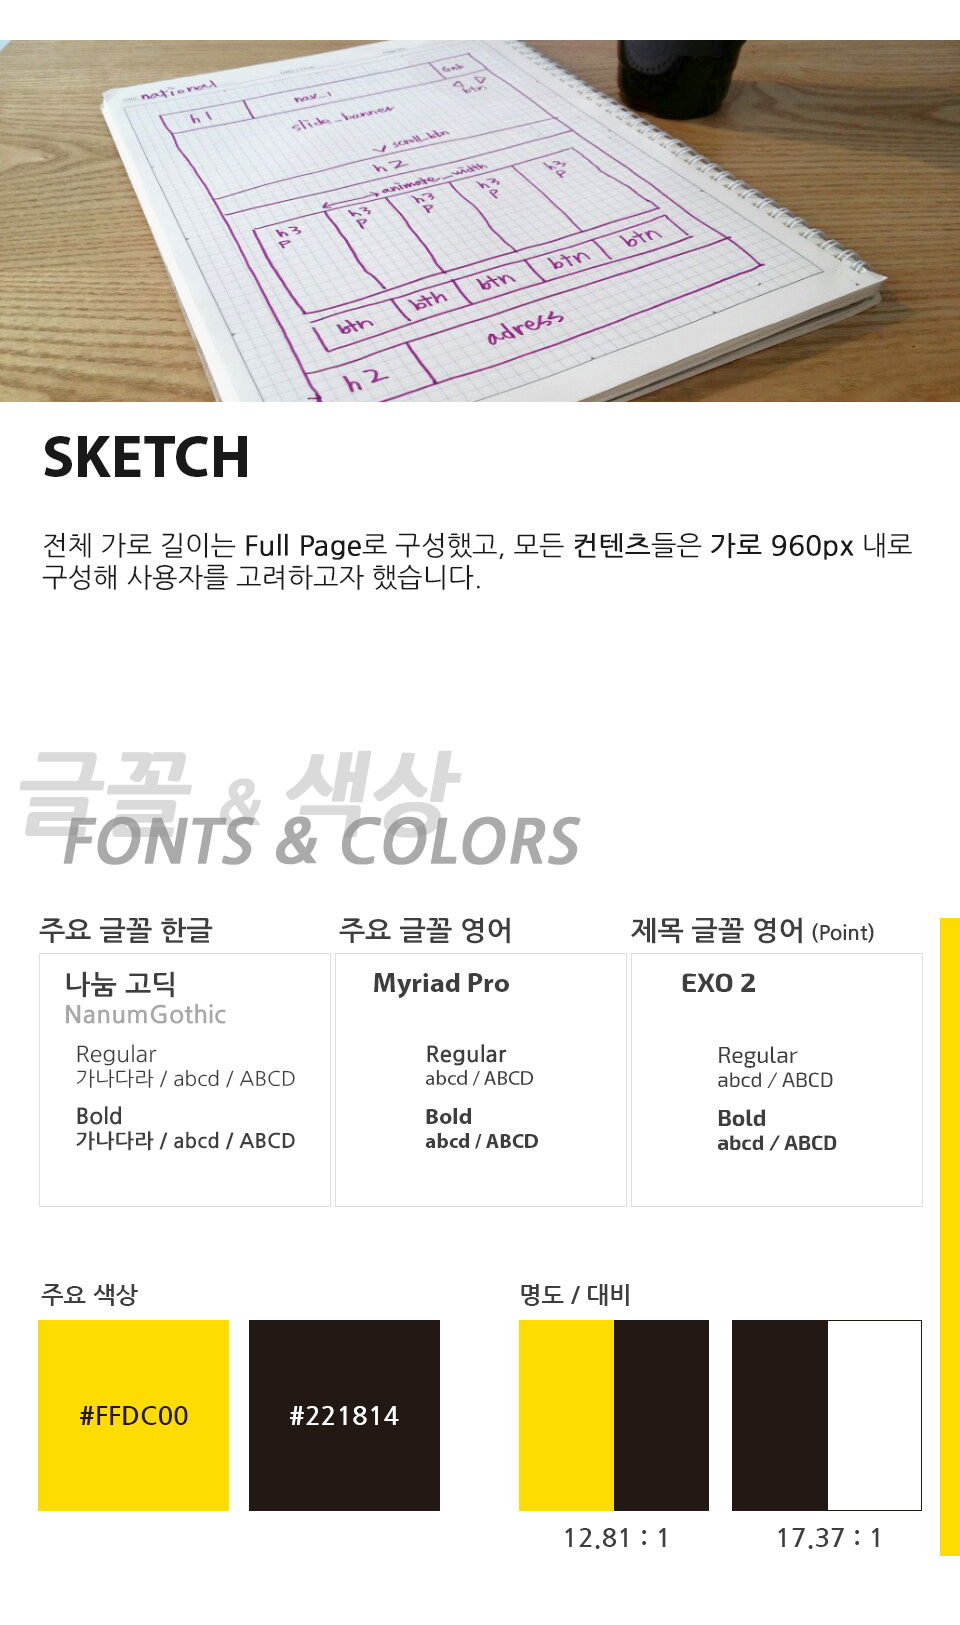 national
h1
nav_1
Gnb
btn
slide_banner
scroll_btn
h2
animate_width
h3
p
h3
p
h3
p
h3
p
h3
p
btn
bth
btn
btn
btn
h2
adress
SKETCH
전체 가로 길이는 Full Page로 구성했고, 모든 컨텐츠들은 가로 960px 내로
구성해 사용자를 고려하고자 했습니다.
글꼴 & 색상
FONTS & COLORS
주요 글꼴 한글
나눔 고딕
NanumGothic
Regular
가나다라 / abcd / ABCD
Bold
가나다라 / abcd / ABCD
주요 글꼴 영어
Myriad Pro
Regular
abcd / ABCD
Bold
abcd / ABCD
제목 글꼴 영어 (Point)
EXO 2
Regular
abcd / ABCD
Bold
abcd / ABCD
주요 색상
#FFDC00
#221814
명도 / 대비
12.81 : 1
17.37 : 1